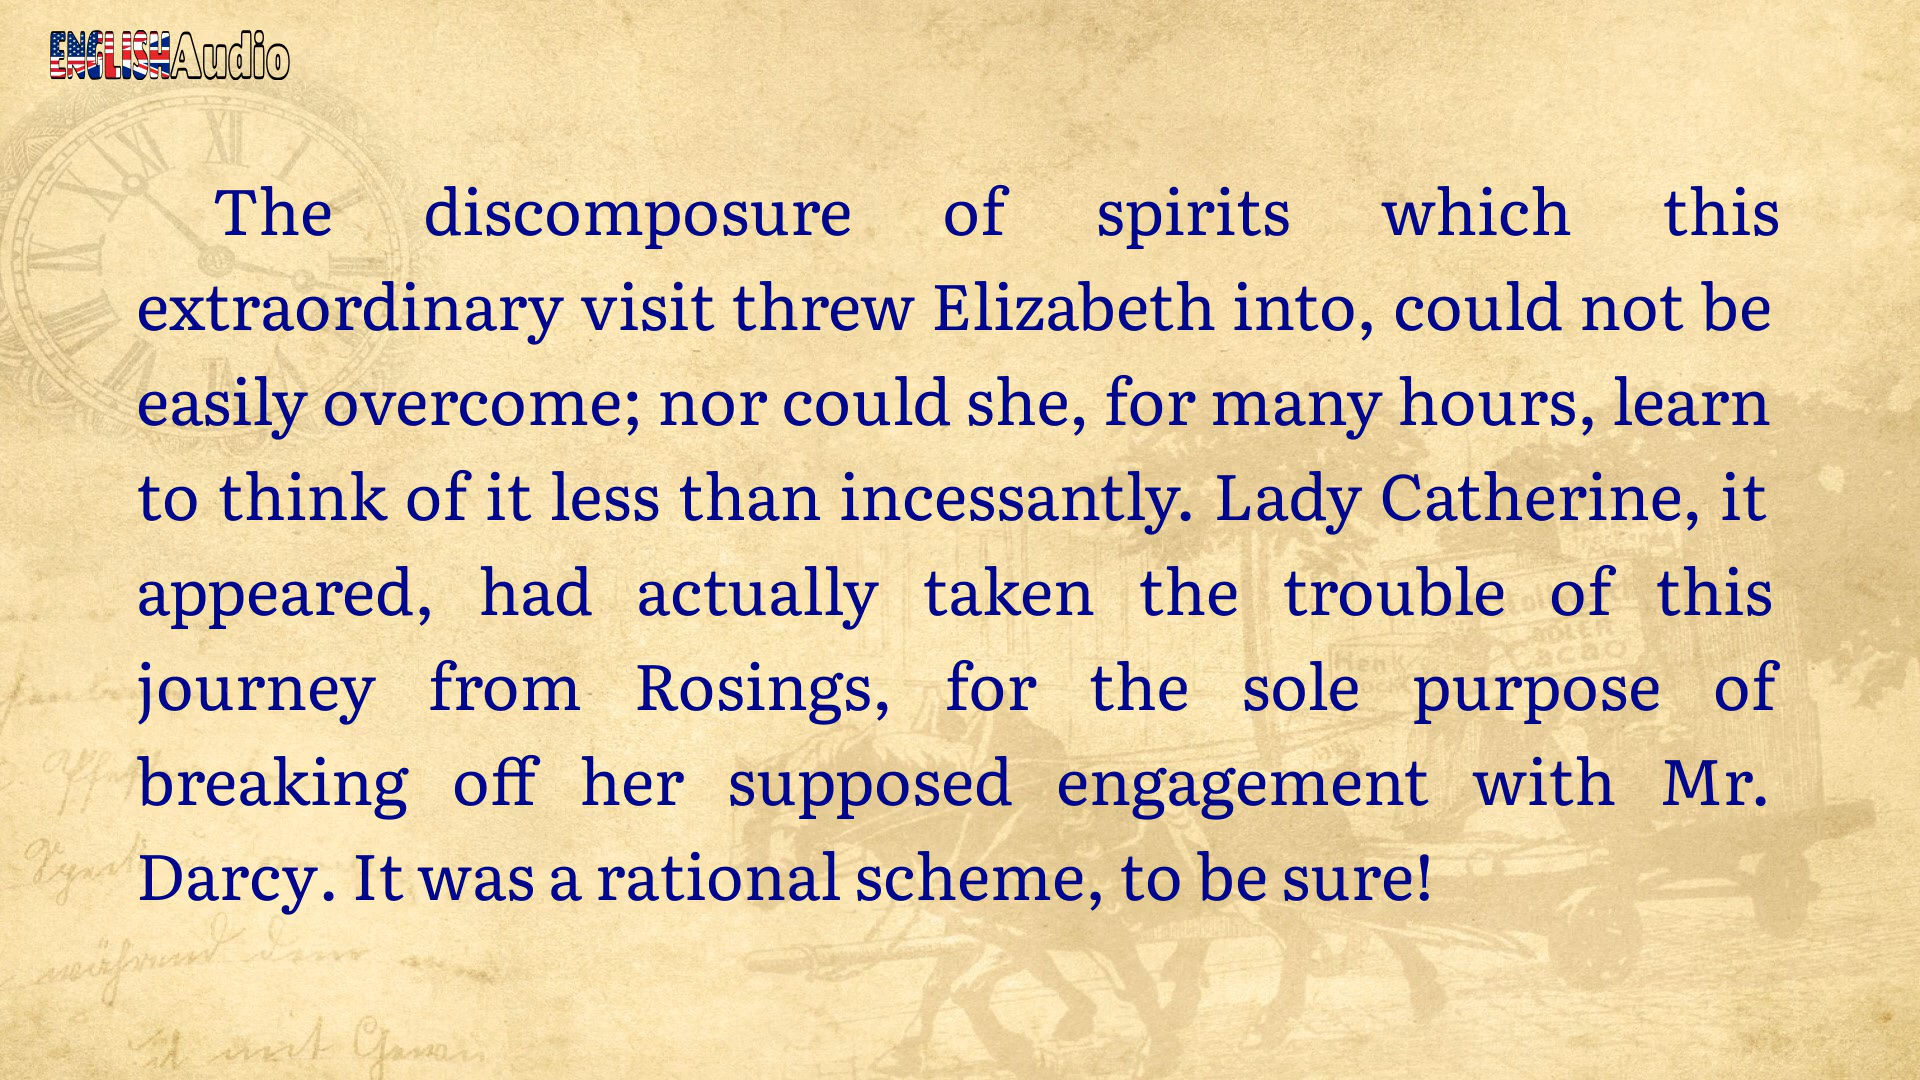 ENGLISHAudio
The discomposure of spirits which this
extraordinary visit threw Elizabeth into, could not be
easily overcome; nor could she, for many hours, learn
to think of it less than incessantly. Lady Catherine, it
appeared, had actually taken the trouble of this
journey from Rosings, for the sole purpose of
breaking off her supposed engagement with Mr.
Darcy. It was a rational scheme, to be sure!
während dem
mit